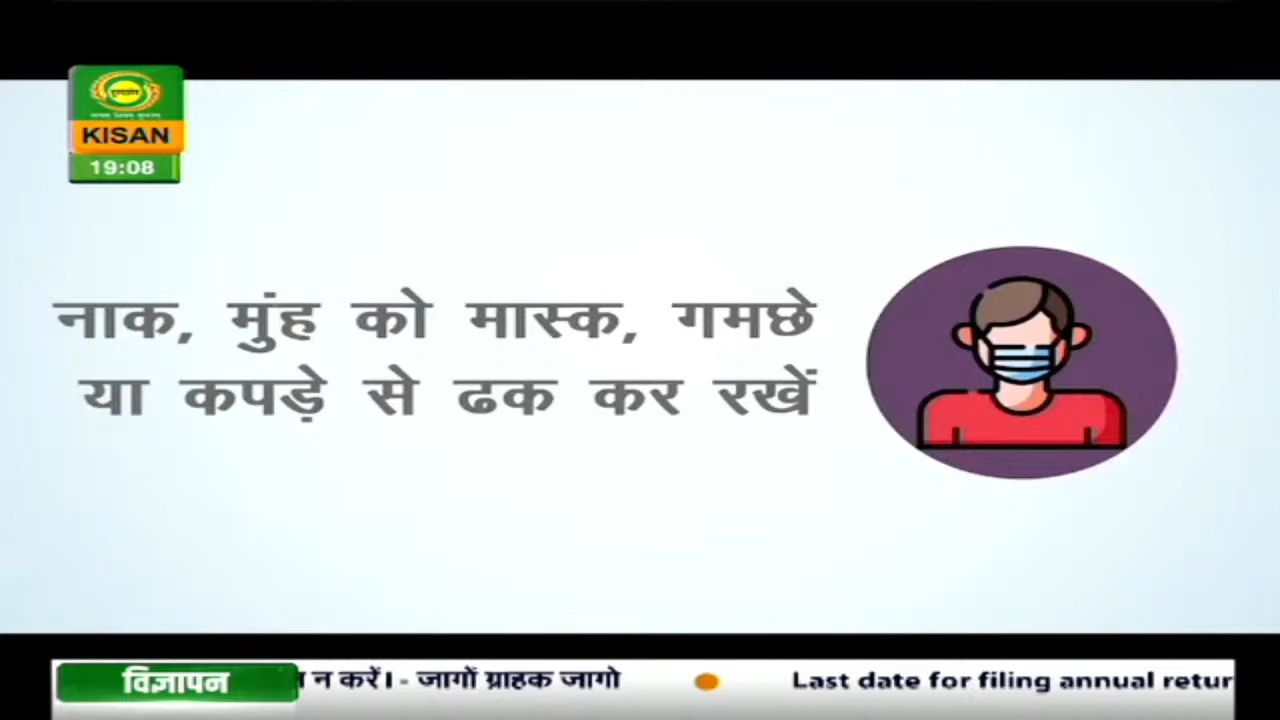 KISAN
19:08
नाक, मुंह को मास्क, गमछे
या कपड़े से ढक कर रखें
विज्ञापन
न करें। - जागों ग्राहक जागो
Last date for filing annual retur